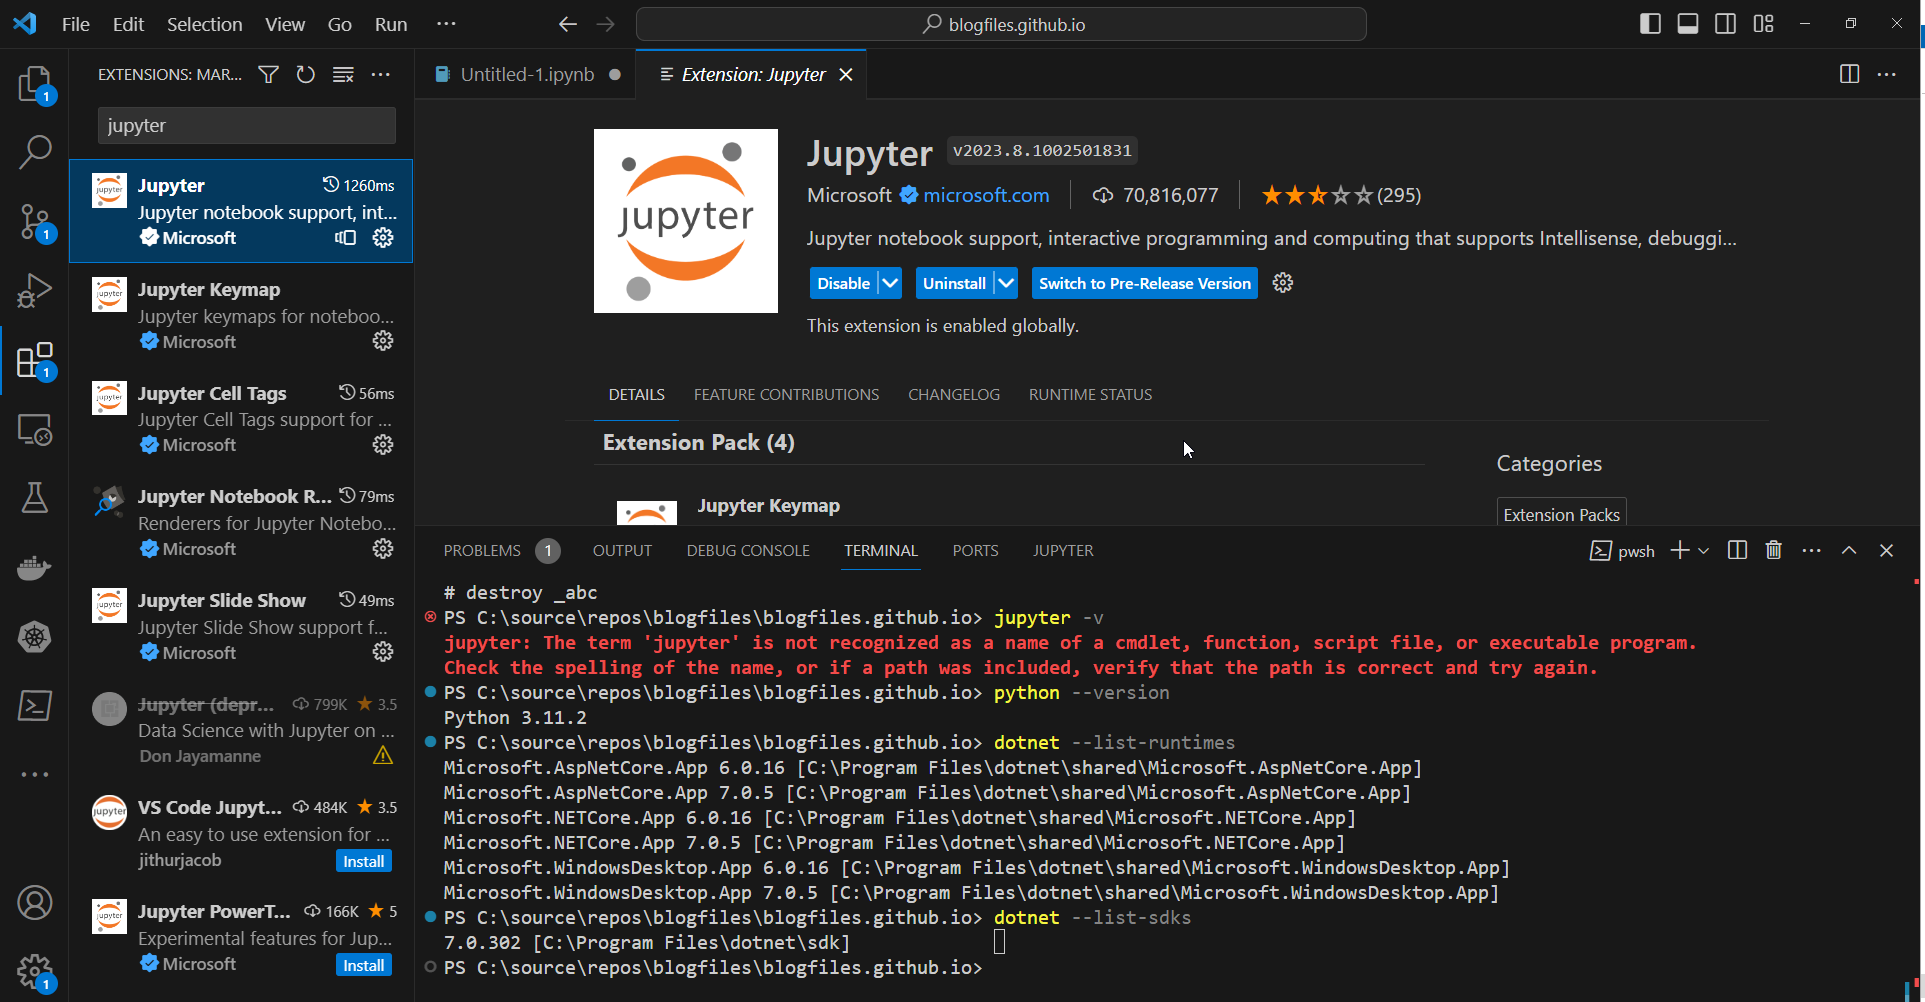 File Edit Selection View Go Run ···
blogfiles.github.io
EXTENSIONS: MAR...
Untitled-1.ipynb
Extension: Jupyter
jupyter
Jupyter 1260ms
Jupyter notebook support, int...
Microsoft
Jupyter Keymap
Jupyter keymaps for noteboo...
Microsoft
Jupyter Cell Tags 56ms
Jupyter Cell Tags support for ...
Microsoft
Jupyter Notebook R... 79ms
Renderers for Jupyter Notebo...
Microsoft
Jupyter Slide Show 49ms
Jupyter Slide Show support f...
Microsoft
Jupyter (depr... 799K 3.5
Data Science with Jupyter on ...
Don Jayamanne
VS Code Jupyt... 484K 3.5
An easy to use extension for ...
jithurjacob
Install
Jupyter PowerT... 166K 5
Experimental features for Jup...
Microsoft
Install
jupyter
Jupyter v2023.8.1002501831
Microsoft microsoft.com 70,816,077 (295)
Jupyter notebook support, interactive programming and computing that supports Intellisense, debuggi...
Disable Uninstall Switch to Pre-Release Version
This extension is enabled globally.
DETAILS FEATURE CONTRIBUTIONS CHANGELOG RUNTIME STATUS
Extension Pack (4)
Jupyter Keymap
Categories
Extension Packs
PROBLEMS 1 OUTPUT DEBUG CONSOLE TERMINAL PORTS JUPYTER
pwsh
# destroy _abc
PS C:\source\repos\blogfiles\blogfiles.github.io> jupyter -v
jupyter: The term 'jupyter' is not recognized as a name of a cmdlet, function, script file, or executable program.
Check the spelling of the name, or if a path was included, verify that the path is correct and try again.
PS C:\source\repos\blogfiles\blogfiles.github.io> python --version
Python 3.11.2
PS C:\source\repos\blogfiles\blogfiles.github.io> dotnet --list-runtimes
Microsoft.AspNetCore.App 6.0.16 [C:\Program Files\dotnet\shared\Microsoft.AspNetCore.App]
Microsoft.AspNetCore.App 7.0.5 [C:\Program Files\dotnet\shared\Microsoft.AspNetCore.App]
Microsoft.NETCore.App 6.0.16 [C:\Program Files\dotnet\shared\Microsoft.NETCore.App]
Microsoft.NETCore.App 7.0.5 [C:\Program Files\dotnet\shared\Microsoft.NETCore.App]
Microsoft.WindowsDesktop.App 6.0.16 [C:\Program Files\dotnet\shared\Microsoft.WindowsDesktop.App]
Microsoft.WindowsDesktop.App 7.0.5 [C:\Program Files\dotnet\shared\Microsoft.WindowsDesktop.App]
PS C:\source\repos\blogfiles\blogfiles.github.io> dotnet --list-sdks
7.0.302 [C:\Program Files\dotnet\sdk]
PS C:\source\repos\blogfiles\blogfiles.github.io>